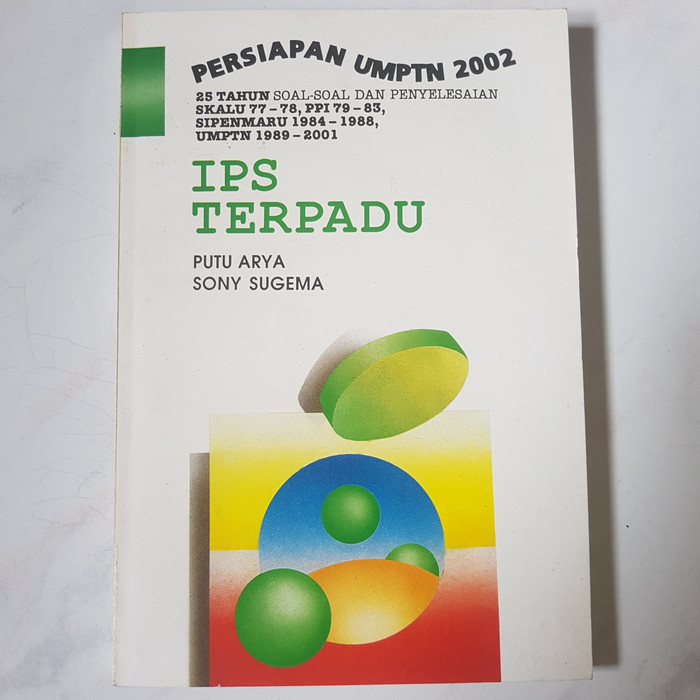 PERSIAPAN UMPTN 2002
25 TAHUN SOAL-SOAL DAN PENYELESAIAN
SKALU 77 – 78, PPI 79 – 83,
SIPENMARU 1984 – 1988,
UMPTN 1989 – 2001
IPS
TERPADU
PUTU ARYA
SONY SUGEMA